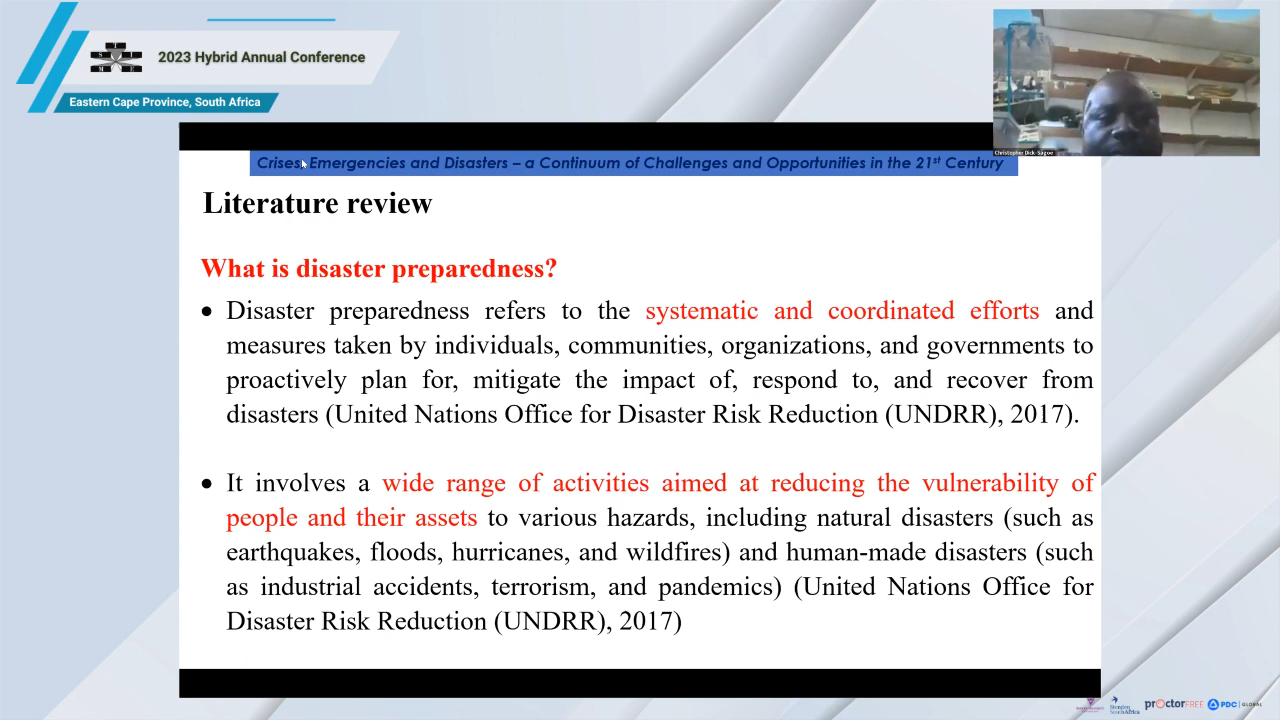 2023 Hybrid Annual Conference
Eastern Cape Province, South Africa
Christopher Dick-Sagoe
Crises, Emergencies and Disasters – a Continuum of Challenges and Opportunities in the 21st Century
Literature review
What is disaster preparedness?
• Disaster preparedness refers to the systematic and coordinated efforts and
measures taken by individuals, communities, organizations, and governments to
proactively plan for, mitigate the impact of, respond to, and recover from
disasters (United Nations Office for Disaster Risk Reduction (UNDRR), 2017).
• It involves a wide range of activities aimed at reducing the vulnerability of
people and their assets to various hazards, including natural disasters (such as
earthquakes, floods, hurricanes, and wildfires) and human-made disasters (such
as industrial accidents, terrorism, and pandemics) (United Nations Office for
Disaster Risk Reduction (UNDRR), 2017)
prOctorFREE
PDC | GLOBAL